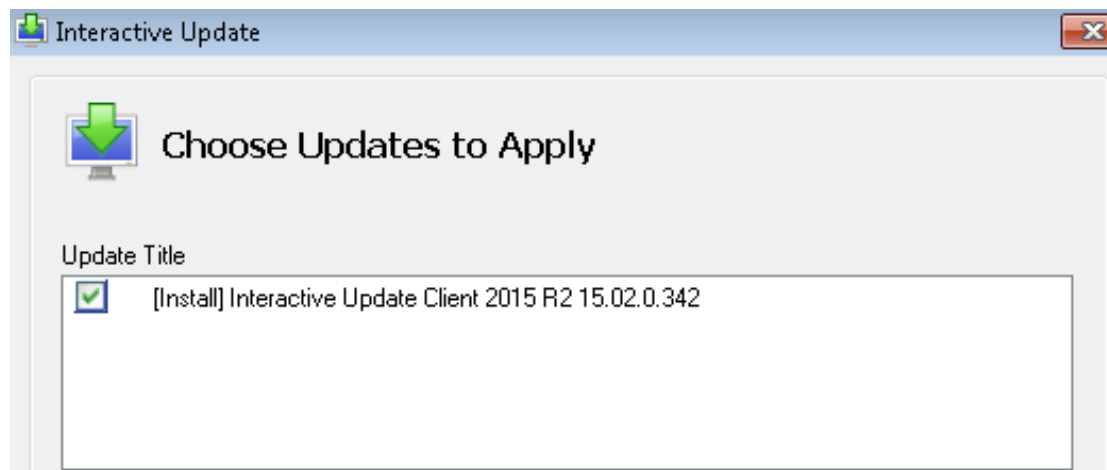 Interactive Update
Choose Updates to Apply
Update Title
[Install] Interactive Update Client 2015 R2 15.02.0.342